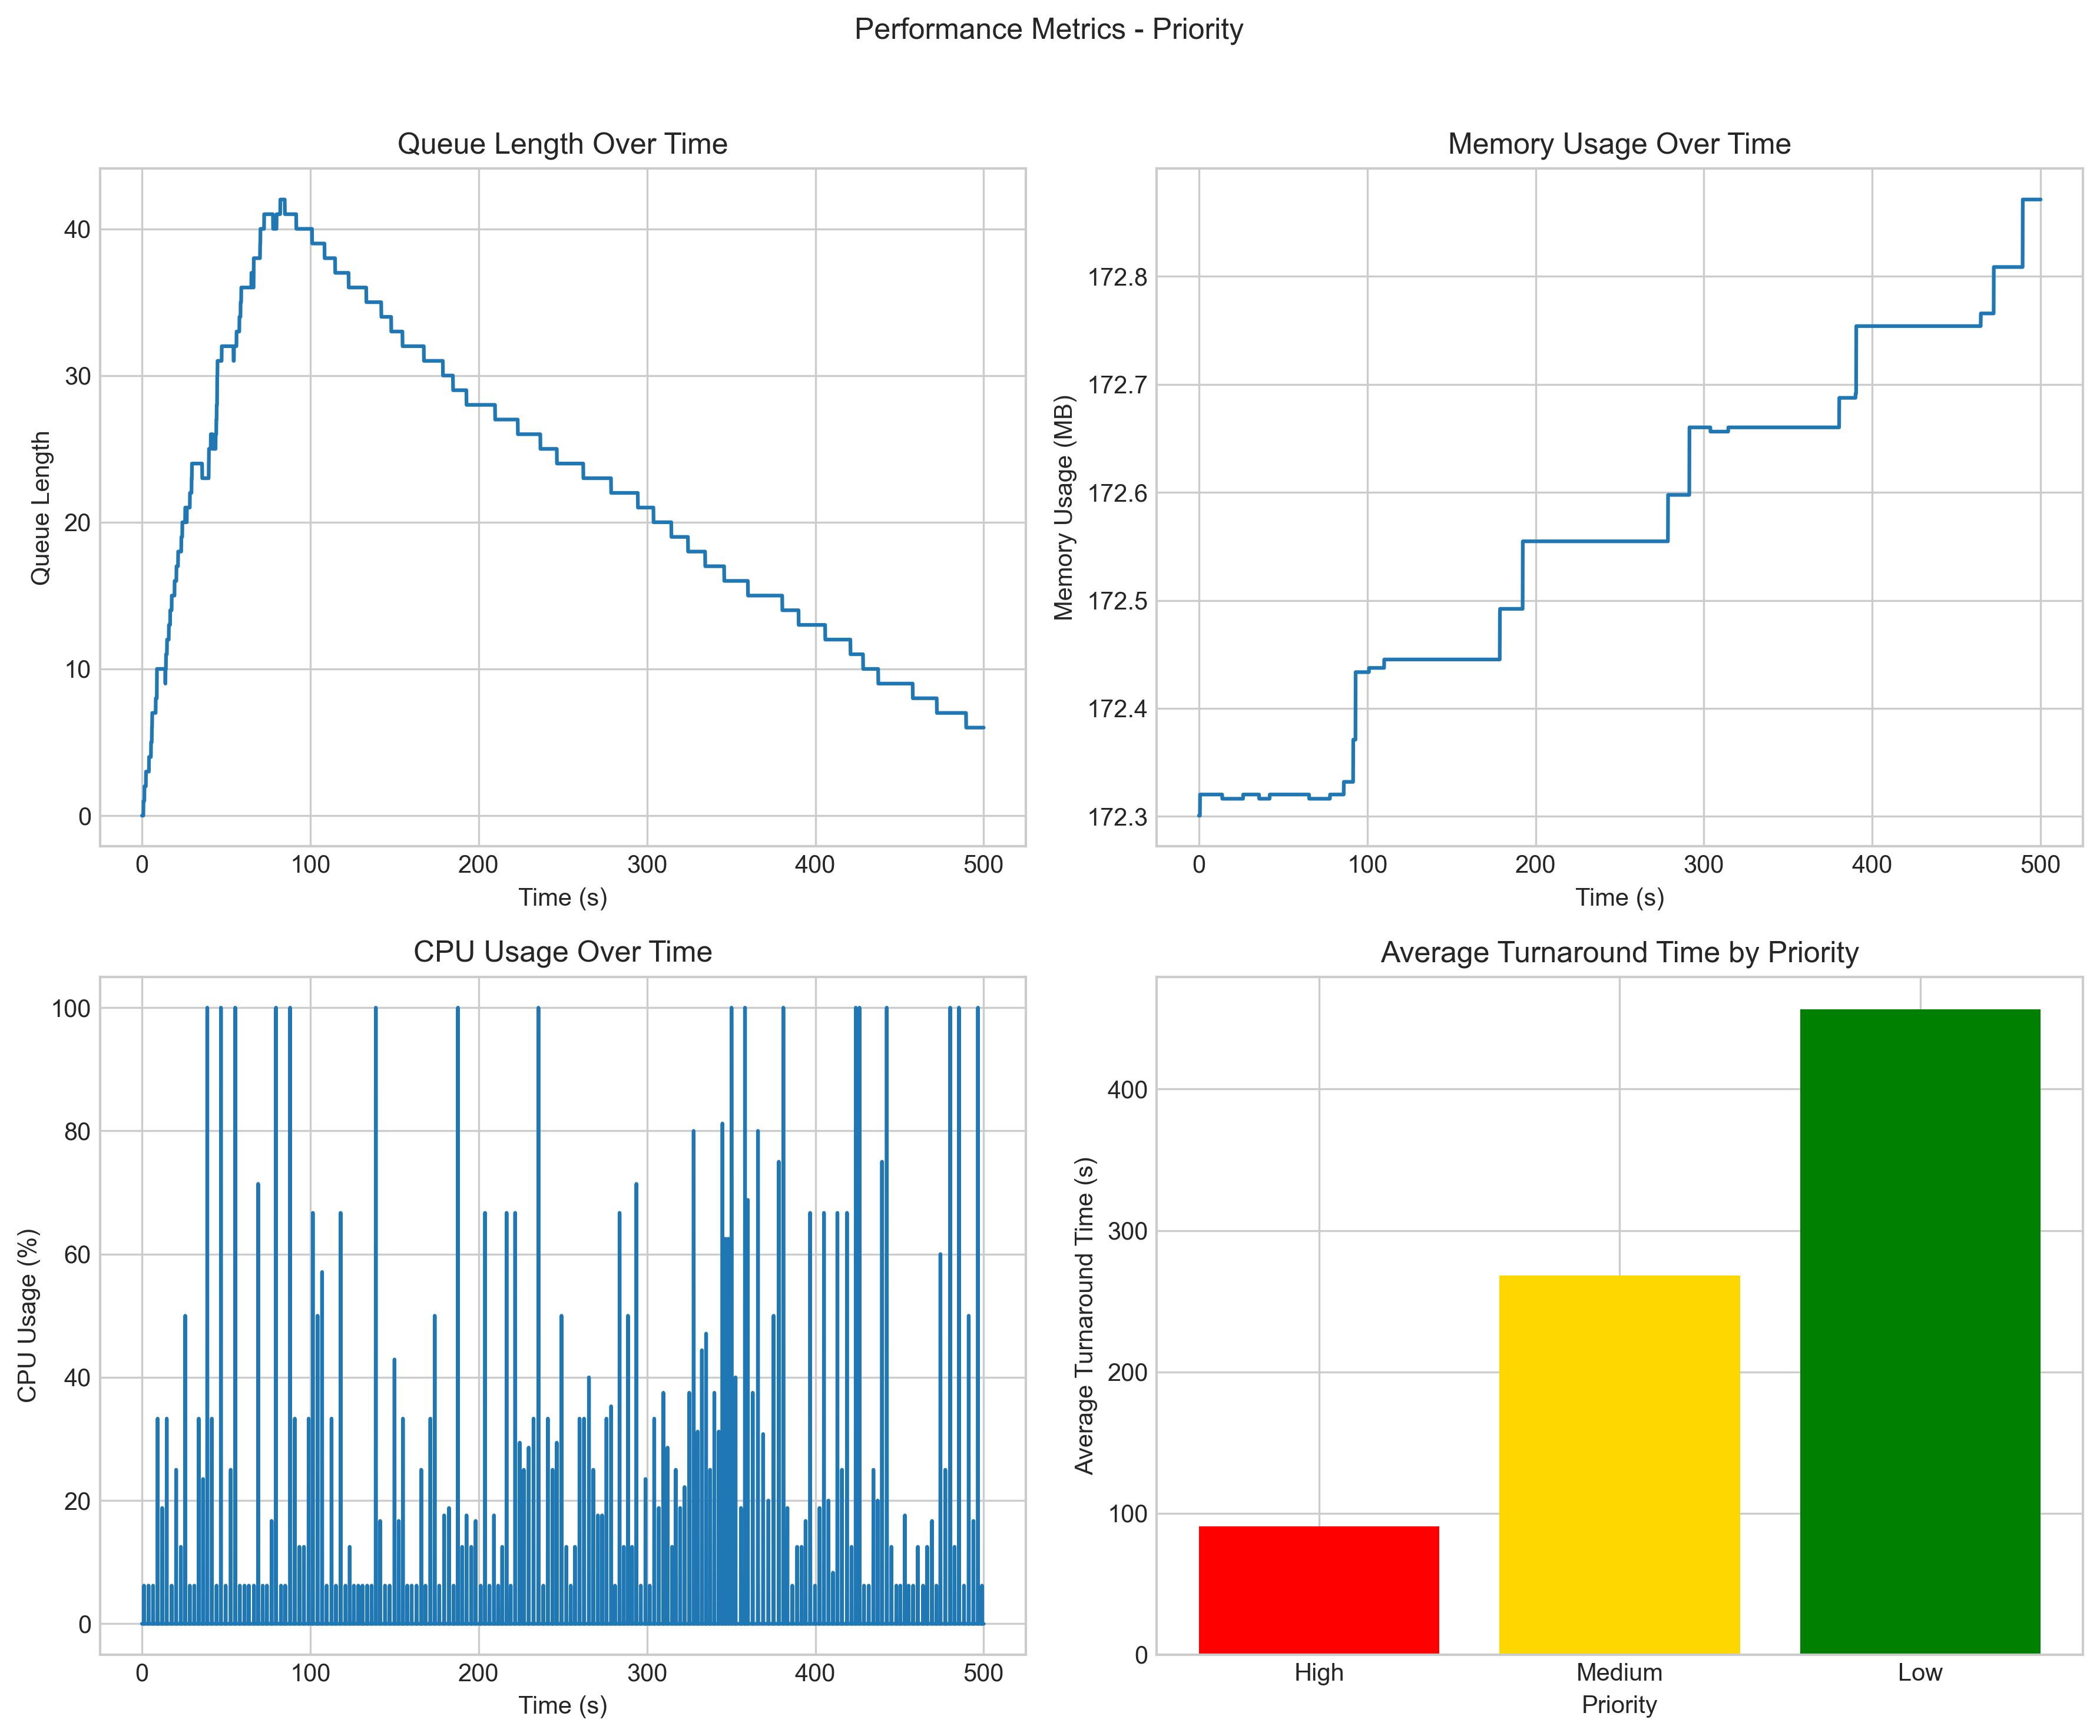 Performance Metrics - Priority
Queue Length Over Time
Queue Length
40
30
20
10
0
0 100 200 300 400 500
Time (s)
Memory Usage Over Time
Memory Usage (MB)
172.8
172.7
172.6
172.5
172.4
172.3
0 100 200 300 400 500
Time (s)
CPU Usage Over Time
CPU Usage (%)
100
80
60
40
20
0
0 100 200 300 400 500
Time (s)
Average Turnaround Time by Priority
Average Turnaround Time (s)
400
300
200
100
0
High Medium Low
Priority